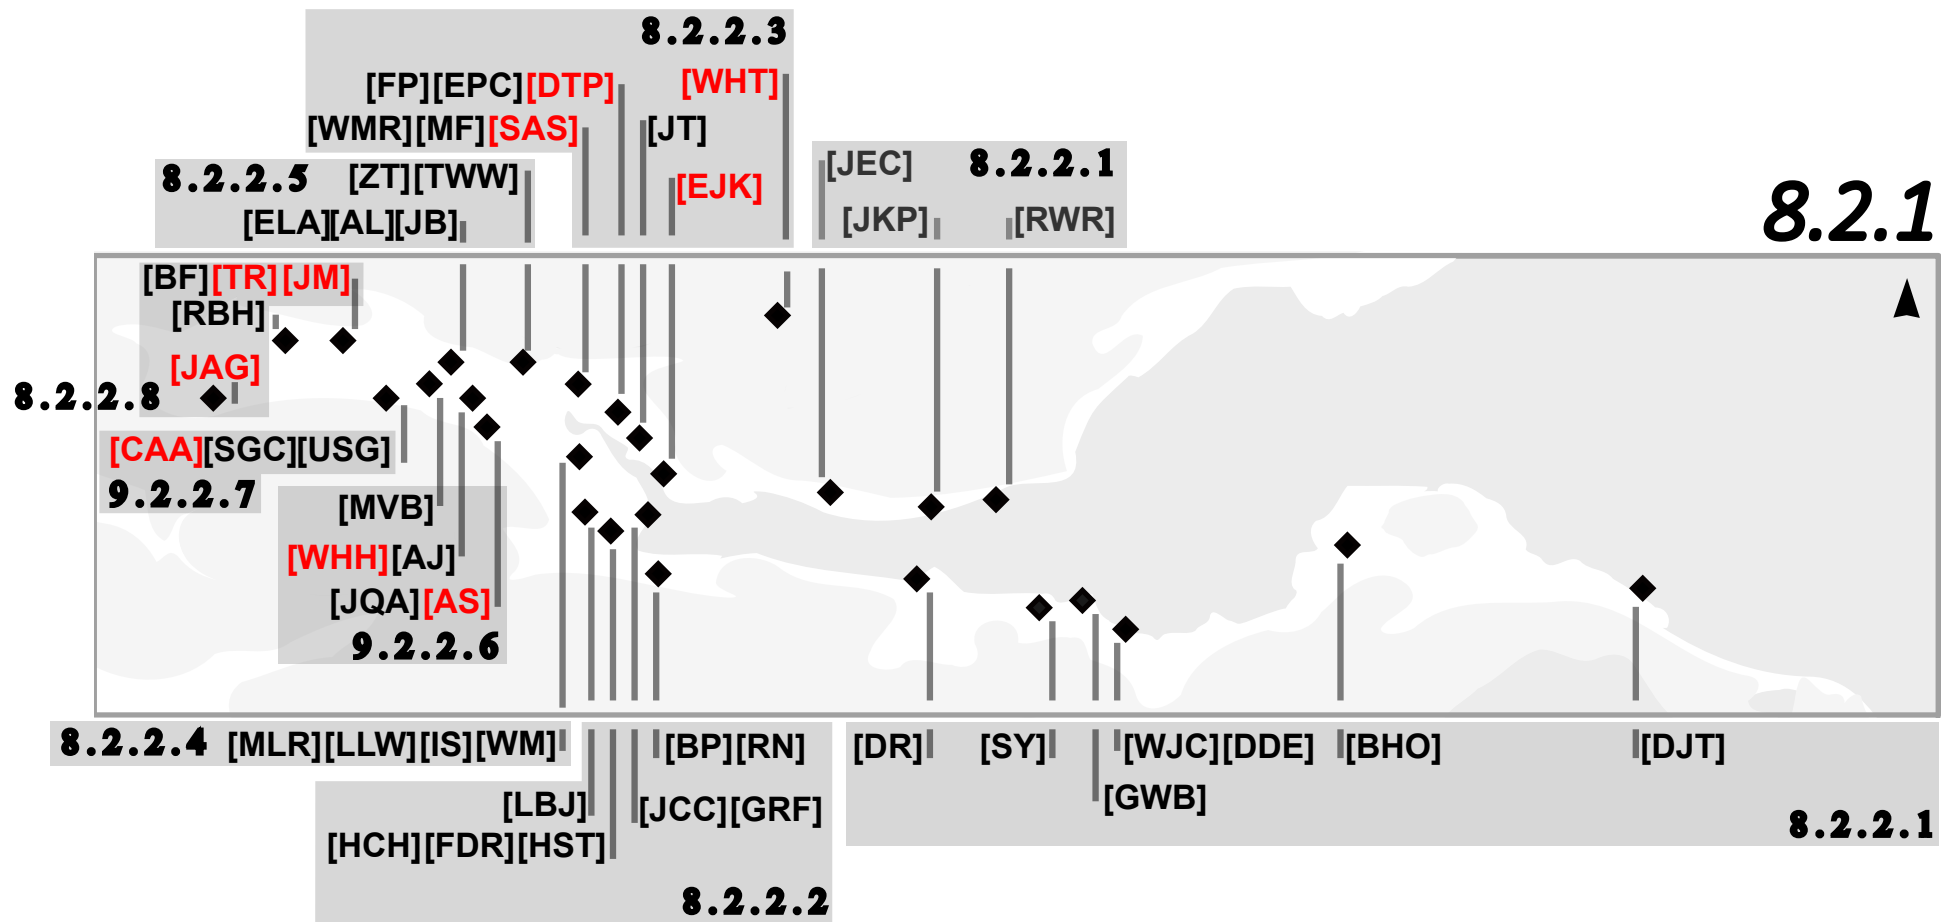 8.2.2.3
[FP][EPC][DTP]
[WHT]
[WMR][MF][SAS]
[JT]
[EJK]
8.2.2.5
[ZT][TWW]
[ELA][AL][JB]
[JEC]
8.2.2.1
[JKP]
[RWR]
8.2.1
[BF][TR][JM]
[RBH]
[JAG]
8.2.2.8
[CAA][SGC][USG]
9.2.2.7
[MVB]
[WHH][AJ]
[JQA][AS]
9.2.2.6
8.2.2.4 [MLR][LLW][IS][WM]
[BP][RN]
[LBJ]
[JCC][GRF]
[HCH][FDR][HST]
8.2.2.2
[DR]
[SY]
[WJC][DDE]
[BHO]
[DJT]
[GWB]
8.2.2.1